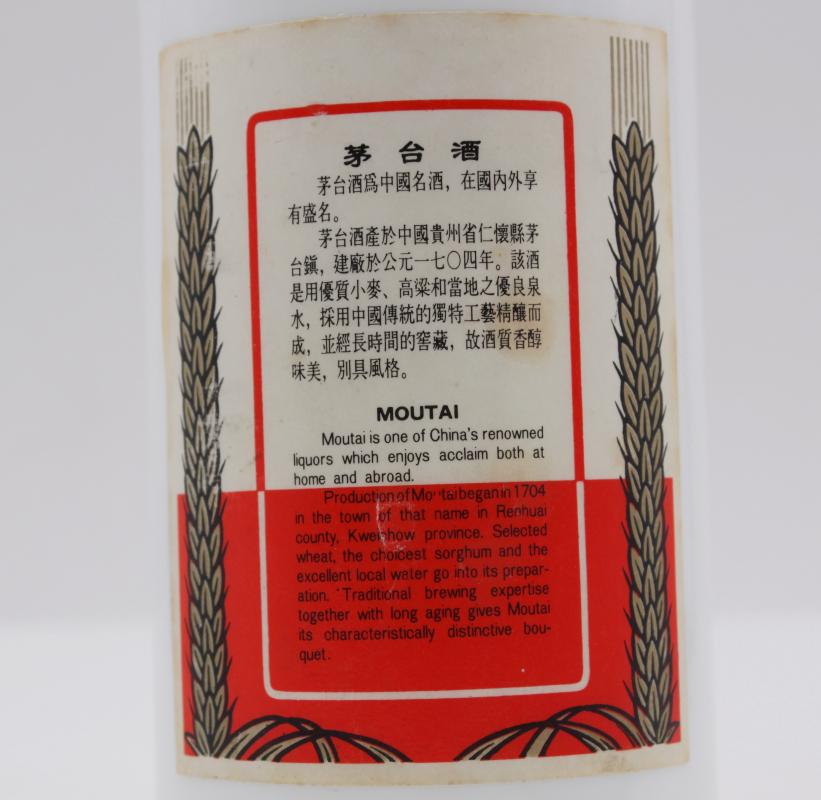 茅台酒
茅台酒爲中國名酒，在國內外享
有盛名。
茅台酒產於中國貴州省仁懷縣茅
台鎭，建廠於公元一七〇四年。該酒
是用優質小麥、高粱和當地之優良泉
水，採用中國傳統的獨特工藝精釀而
成，並經長時間的窖藏，故酒質香醇
味美，別具風格。
MOUTAI
Moutai is one of China's renowned
liquors which enjoys acclaim both at
home and abroad.
Production of Moutai began in 1704
in the town of that name in Renhuai
county, Kweichow province. Selected
wheat, the choicest sorghum and the
excellent local water go into its prepar-
ation. Traditional brewing expertise
together with long aging gives Moutai
its characteristically distinctive bou-
quet.